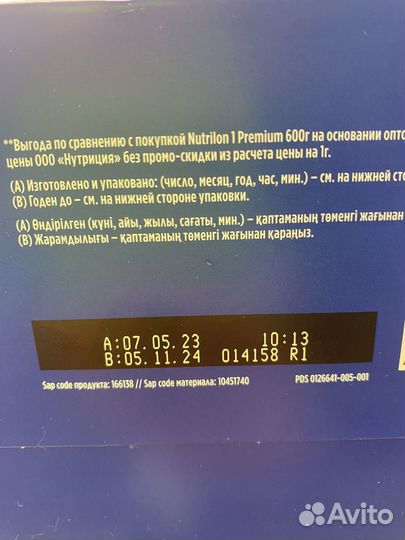 **Выгода по сравнению с покупкой Nutrilon 1 Premium 600г на основании опто
цены ООО «Нутриция» без промо-скидки из расчета цены на 1г.
(А) Изготовлено и упаковано: (число, месяц, год, час, мин.) – см. на нижней
(В) Годен до – см. на нижней стороне упаковки.
(А) Өндірілген (күні, айы, жылы, сағаты, мин.) – қаптаманың төменгі жағынан
(В) Жарамдылығы – қаптаманың төменгі жағынан қараңыз.
A:07.05.23 10:13
B:05.11.24 014158 R1
Sap code продукта: 166138 // Sap code материала: 10451740 PDS 0126641-005-001
Avito